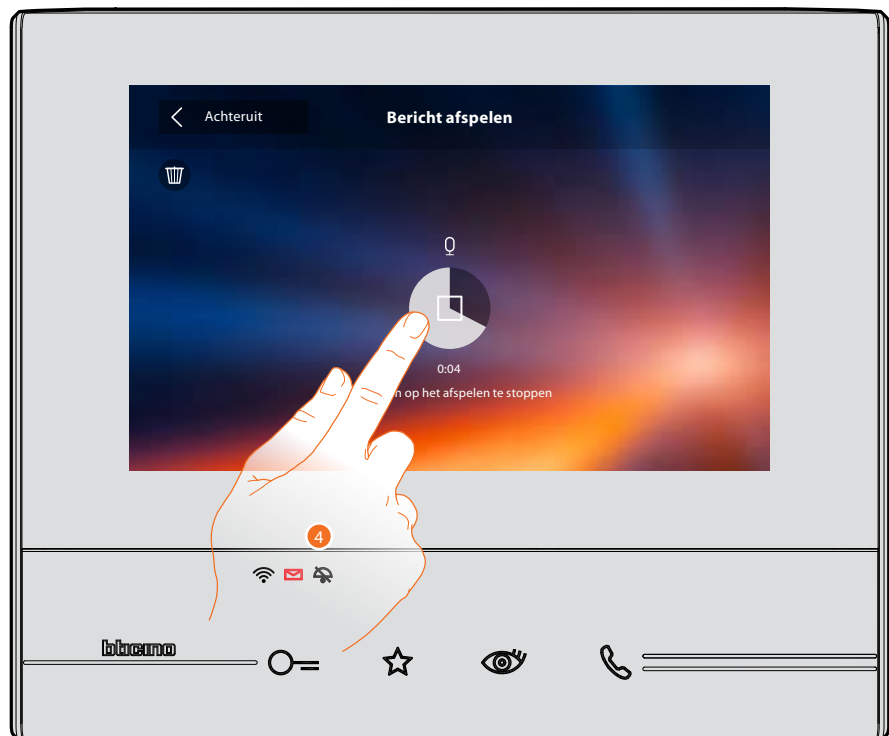 Achteruit
Bericht afspelen
0:04
op het afspelen te stoppen
4
bticino